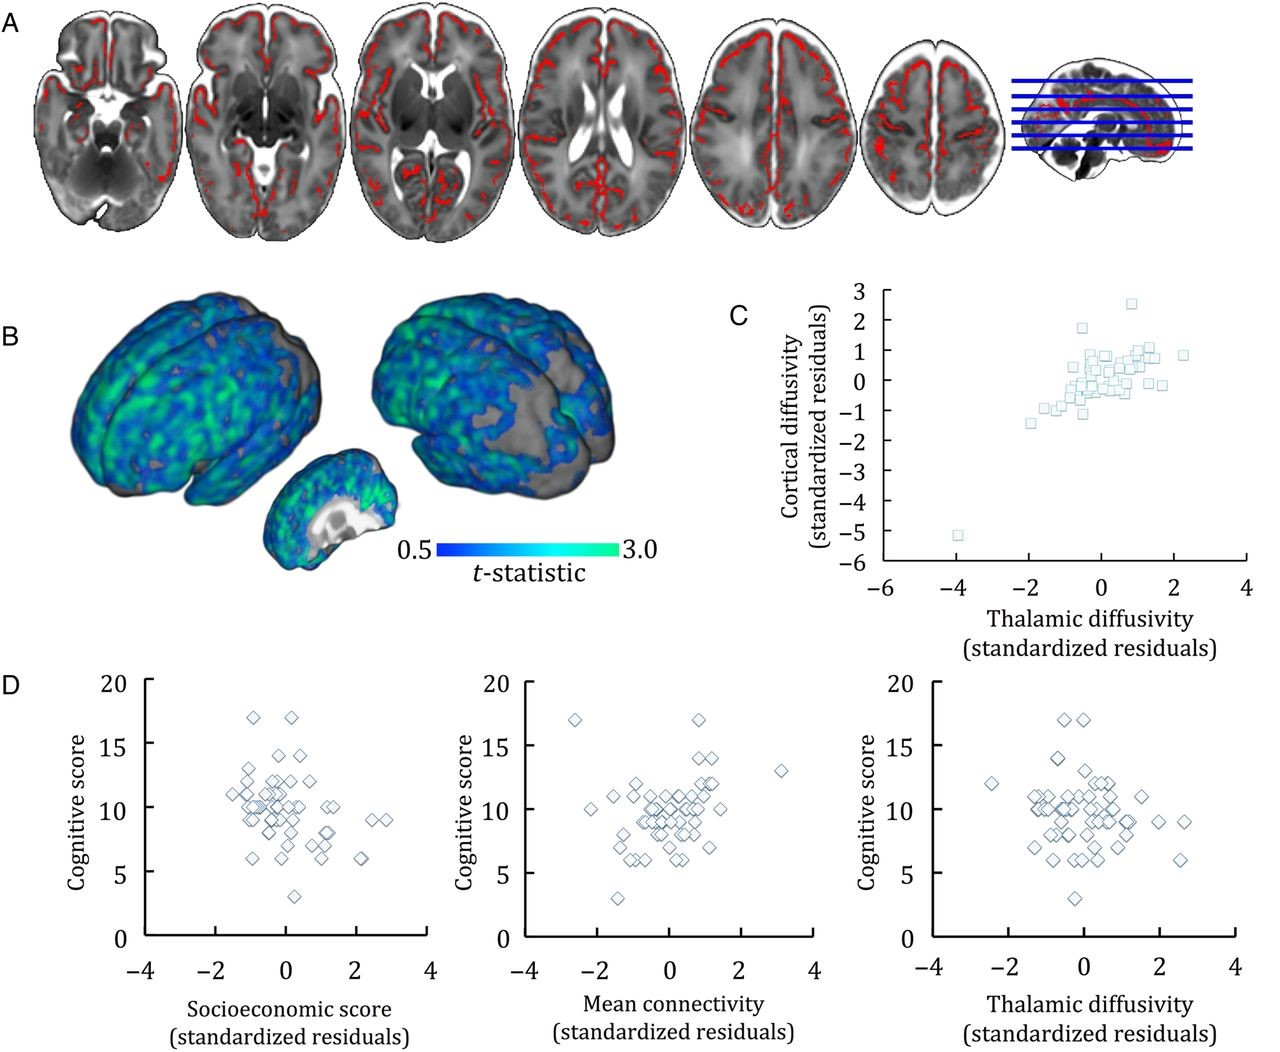 A
B
0.5
3.0
t-statistic
C
Cortical diffusivity
(standardized residuals)
3
2
1
0
−1
−2
−3
−4
−5
−6
−6
−4
−2
0
2
4
Thalamic diffusivity
(standardized residuals)
D
Cognitive score
20
15
10
5
0
−4
−2
0
2
4
Socioeconomic score
(standardized residuals)
Cognitive score
20
15
10
5
0
−4
−2
0
2
4
Mean connectivity
(standardized residuals)
Cognitive score
20
15
10
5
0
−4
−2
0
2
4
Thalamic diffusivity
(standardized residuals)